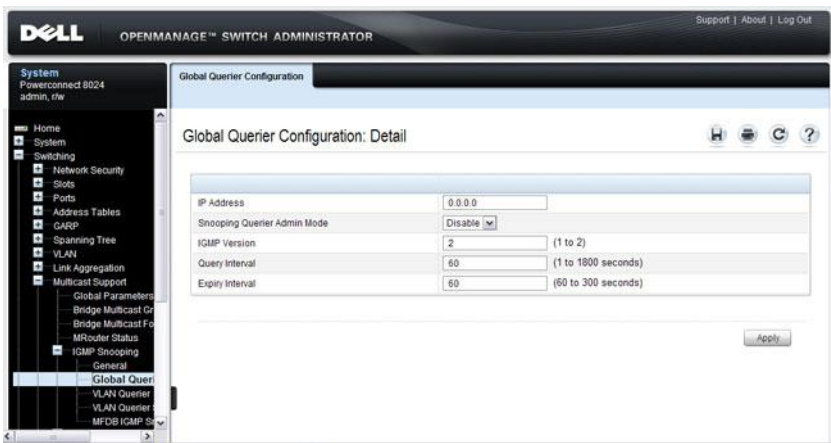 Support | About | Log Out
DELL
OPENMANAGE™ SWITCH ADMINISTRATOR
System
Powerconnect 8024
admin, r/w
Global Querier Configuration
Home
System
Switching
Network Security
Slots
Ports
Address Tables
GARP
Spanning Tree
VLAN
Link Aggregation
Multicast Support
Global Parameters
Bridge Multicast Gr
Bridge Multicast Fo
MRouter Status
IGMP Snooping
General
Global Queri
VLAN Querier
VLAN Querier
MFDB IGMP Sn
Global Querier Configuration: Detail
?
IP Address 0.0.0.0
Snooping Querier Admin Mode Disable
IGMP Version 2 (1 to 2)
Query Interval 60 (1 to 1800 seconds)
Expiry Interval 60 (60 to 300 seconds)
Apply